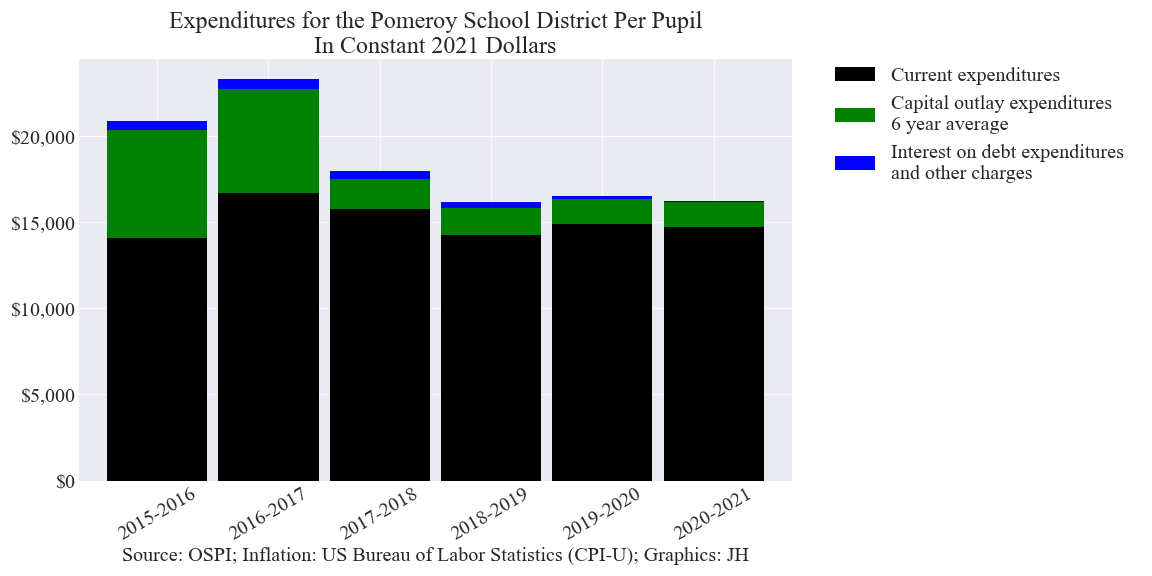 Expenditures for the Pomeroy School District Per Pupil
In Constant 2021 Dollars
Current expenditures
Capital outlay expenditures
6 year average
Interest on debt expenditures
and other charges
$20,000
$15,000
$10,000
$5,000
$0
2015-2016
2016-2017
2017-2018
2018-2019
2019-2020
2020-2021
Source: OSPI; Inflation: US Bureau of Labor Statistics (CPI-U); Graphics: JH